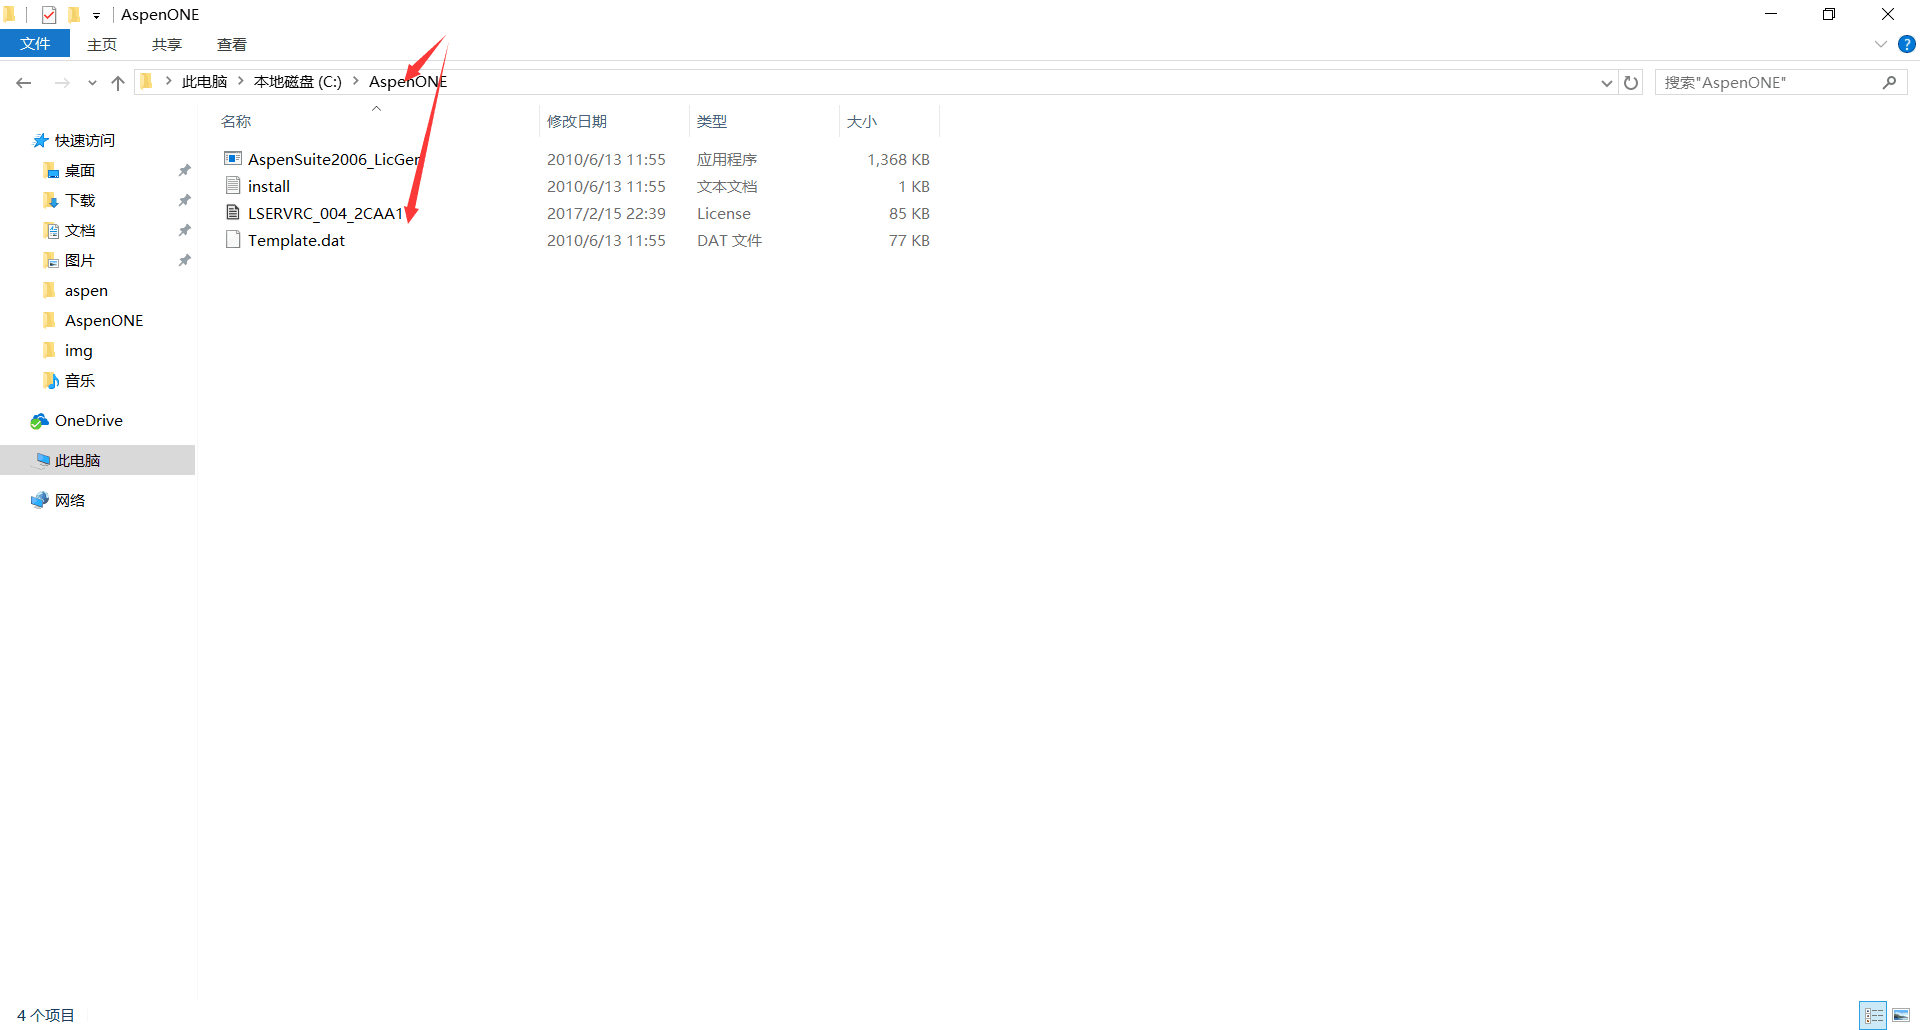 AspenONE
文件 主页 共享 查看
此电脑 本地磁盘 (C:) AspenONE 搜索"AspenONE"
名称 修改日期 类型 大小
AspenSuite2006_LicGen 2010/6/13 11:55 应用程序 1,368 KB
install 2010/6/13 11:55 文本文档 1 KB
LSERVRC_004_2CAA1 2017/2/15 22:39 License 85 KB
Template.dat 2010/6/13 11:55 DAT 文件 77 KB
快速访问
桌面
下载
文档
图片
aspen
AspenONE
img
音乐
OneDrive
此电脑
网络
4 个项目